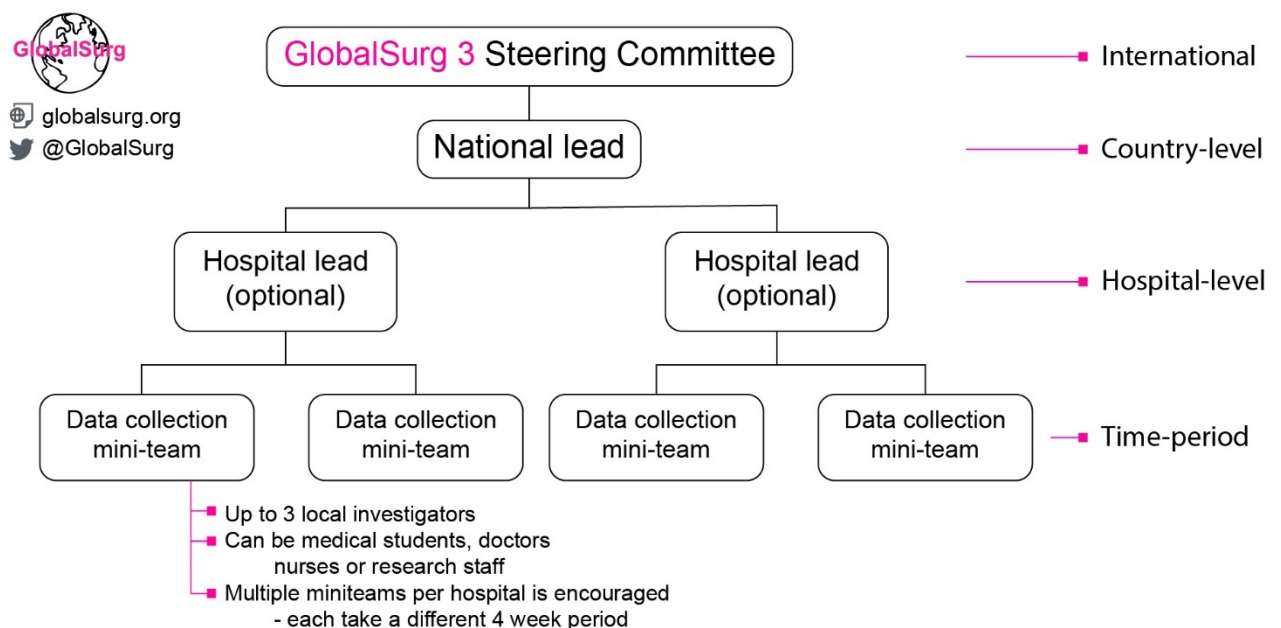 GlobalSurg
globalsurg.org
@GlobalSurg
GlobalSurg 3 Steering Committee
International
National lead
Country-level
Hospital lead
(optional)
Hospital lead
(optional)
Hospital-level
Data collection
mini-team
Data collection
mini-team
Data collection
mini-team
Data collection
mini-team
Time-period
Up to 3 local investigators
Can be medical students, doctors
nurses or research staff
Multiple miniteams per hospital is encouraged
- each take a different 4 week period